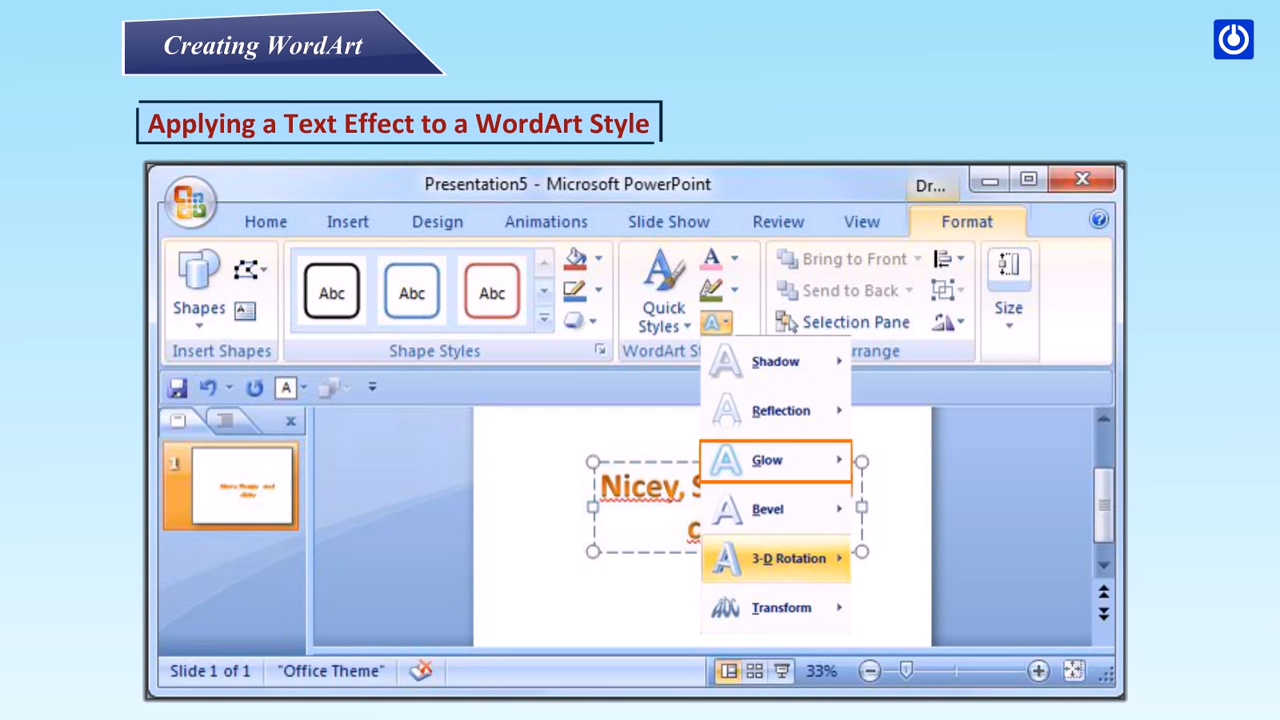 Creating WordArt
Applying a Text Effect to a WordArt Style
Presentation5 - Microsoft PowerPoint
Dr...
Home Insert Design Animations Slide Show Review View Format
Shapes
Abc Abc Abc
Quick
Styles
Bring to Front
Send to Back
Selection Pane
Size
Insert Shapes
Shape Styles
WordArt St
rrange
Shadow
Reflection
Glow
Bevel
3-D Rotation
Transform
1
Nicey, S
c
Slide 1 of 1 "Office Theme" 33%